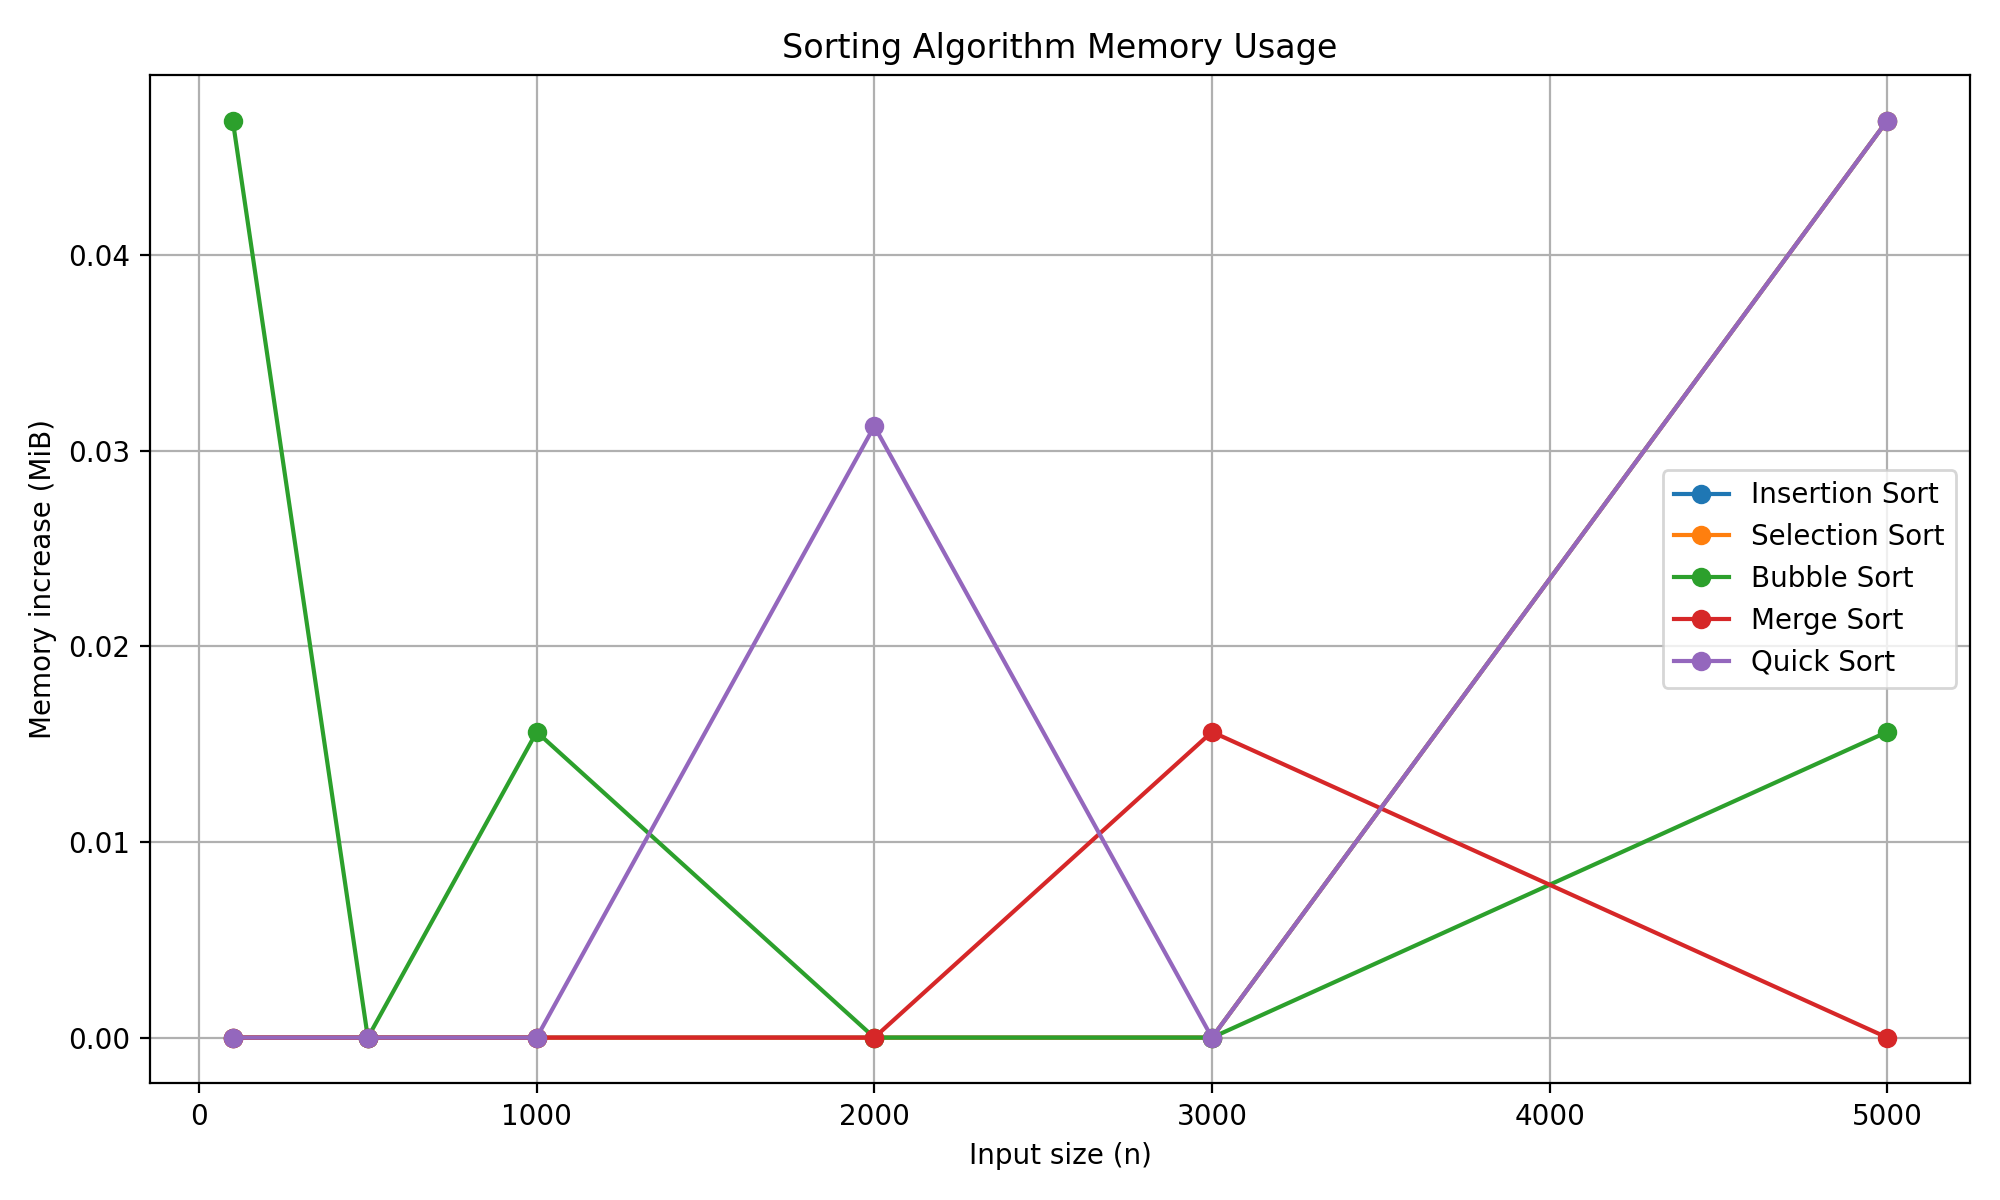 Sorting Algorithm Memory Usage
0.04
0.03
0.02
0.01
0.00
Memory increase (MiB)
Insertion Sort
Selection Sort
Bubble Sort
Merge Sort
Quick Sort
0 1000 2000 3000 4000 5000
Input size (n)